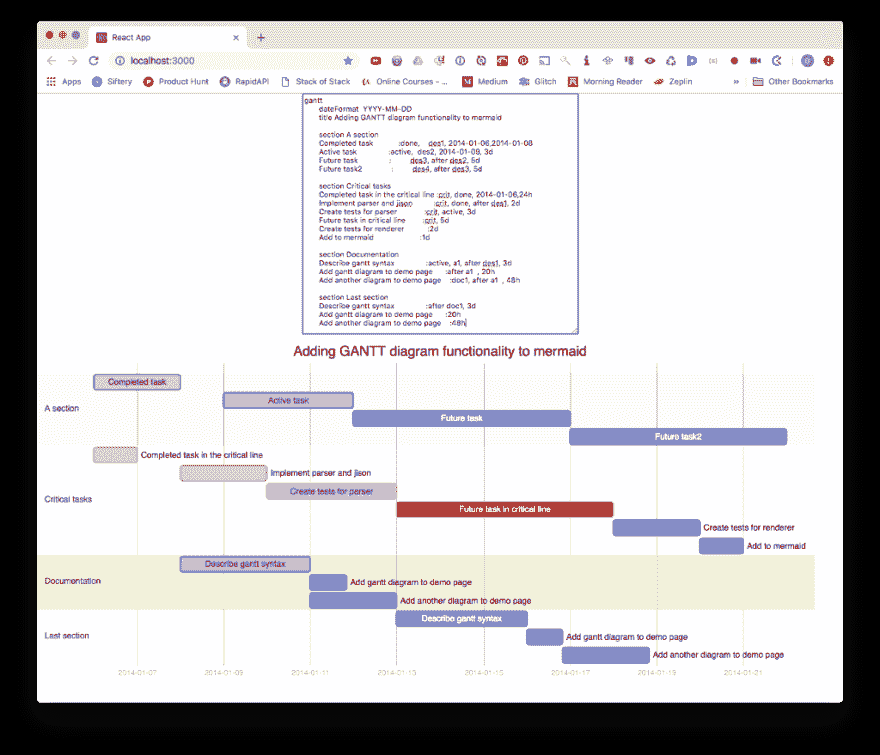 React App
localhost:3000
Apps Siftery Product Hunt RapidAPI Stack of Stack Online Courses - ... Medium Glitch Morning Reader Zeplin » Other Bookmarks
gantt
dateFormat YYYY-MM-DD
title Adding GANTT diagram functionality to mermaid
section A section
Completed task :done, des1, 2014-01-06,2014-01-08
Active task :active, des2, 2014-01-09, 3d
Future task : des3, after des2, 5d
Future task2 : des4, after des3, 5d
section Critical tasks
Completed task in the critical line :crit, done, 2014-01-06,24h
Implement parser and jison :crit, done, after des1, 2d
Create tests for parser :crit, active, 3d
Future task in critical line :crit, 5d
Create tests for renderer :2d
Add to mermaid :1d
section Documentation
Describe gantt syntax :active, a1, after des1, 3d
Add gantt diagram to demo page :after a1 , 20h
Add another diagram to demo page :doc1, after a1 , 48h
section Last section
Describe gantt syntax :after doc1, 3d
Add gantt diagram to demo page :20h
Add another diagram to demo page :48h
Adding GANTT diagram functionality to mermaid
Completed task
Active task
A section
Future task
Future task2
Completed task in the critical line
Implement parser and jison
Create tests for parser
Critical tasks
Future task in critical line
Create tests for renderer
Add to mermaid
Describe gantt syntax
Documentation
Add gantt diagram to demo page
Add another diagram to demo page
Describe gantt syntax
Last section
Add gantt diagram to demo page
Add another diagram to demo page
2014-01-07 2014-01-09 2014-01-11 2014-01-13 2014-01-15 2014-01-17 2014-01-19 2014-01-21